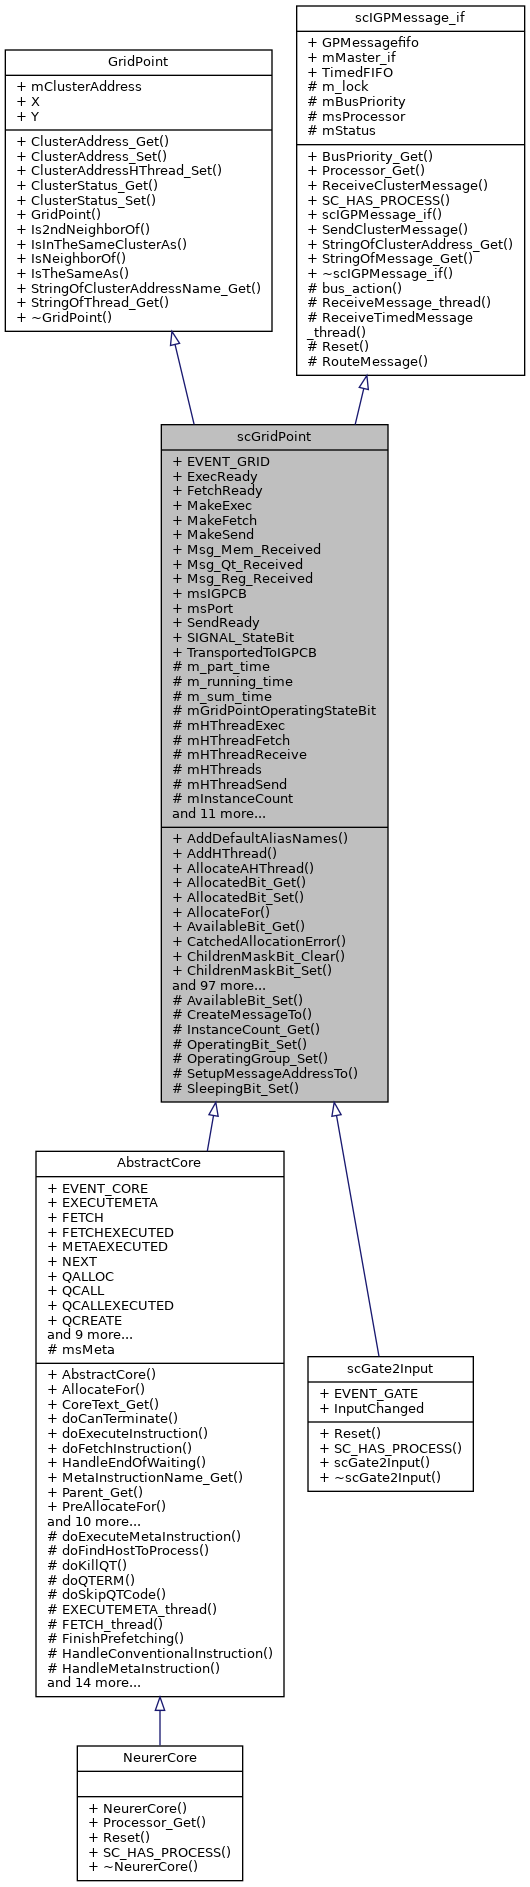 GridPoint
+ mClusterAddress
+ X
+ Y
+ ClusterAddress_Get()
+ ClusterAddress_Set()
+ ClusterAddressHThread_Set()
+ ClusterStatus_Get()
+ ClusterStatus_Set()
+ GridPoint()
+ Is2ndNeighborOf()
+ IsInTheSameClusterAs()
+ IsNeighborOf()
+ IsTheSameAs()
+ StringOfClusterAddressName_Get()
+ StringOfThread_Get()
+ ~GridPoint()
scIGPMessage_if
+ GPMessagefifo
+ mMaster_if
+ TimedFIFO
# m_lock
# mBusPriority
# msProcessor
# mStatus
+ BusPriority_Get()
+ Processor_Get()
+ ReceiveClusterMessage()
+ SC_HAS_PROCESS()
+ scIGPMessage_if()
+ SendClusterMessage()
+ StringOfClusterAddress_Get()
+ StringOfMessage_Get()
+ ~scIGPMessage_if()
# bus_action()
# ReceiveMessage_thread()
# ReceiveTimedMessage
_thread()
# Reset()
# RouteMessage()
scGridPoint
+ EVENT_GRID
+ ExecReady
+ FetchReady
+ MakeExec
+ MakeFetch
+ MakeSend
+ Msg_Mem_Received
+ Msg_Qt_Received
+ Msg_Reg_Received
+ msIGPCB
+ msPort
+ SendReady
+ SIGNAL_StateBit
+ TransportedToIGPCB
# m_part_time
# m_running_time
# m_sum_time
# mGridPointOperatingStateBit
# mHThreadExec
# mHThreadFetch
# mHThreadReceive
# mHThreads
# mHThreadSend
# mInstanceCount
and 11 more...
+ AddDefaultAliasNames()
+ AddHThread()
+ AllocateAHThread()
+ AllocatedBit_Get()
+ AllocatedBit_Set()
+ AllocateFor()
+ AvailableBit_Get()
+ CatchedAllocationError()
+ ChildrenMaskBit_Clear()
+ ChildrenMaskBit_Set()
and 97 more...
# AvailableBit_Set()
# CreateMessageTo()
# InstanceCount_Get()
# OperatingBit_Set()
# OperatingGroup_Set()
# SetupMessageAddressTo()
# SleepingBit_Set()
AbstractCore
+ EVENT_CORE
+ EXECUTEMETA
+ FETCH
+ FETCHEXECUTED
+ METAEXECUTED
+ NEXT
+ QALLOC
+ QCALL
+ QCALLEXECUTED
+ QCREATE
and 9 more...
# msMeta
+ AbstractCore()
+ AllocateFor()
+ CoreText_Get()
+ doCanTerminate()
+ doExecuteInstruction()
+ doFetchInstruction()
+ HandleEndOfWaiting()
+ MetaInstructionName_Get()
+ Parent_Get()
+ PreAllocateFor()
and 10 more...
# doExecuteMetaInstruction()
# doFindHostToProcess()
# doKillQT()
# doQTERM()
# doSkipQTCode()
# EXECUTEMETA_thread()
# FETCH_thread()
# FinishPrefetching()
# HandleConventionalInstruction()
# HandleMetaInstruction()
and 14 more...
scGate2Input
+ EVENT_GATE
+ InputChanged
+ Reset()
+ SC_HAS_PROCESS()
+ scGate2Input()
+ ~scGate2Input()
NeurerCore
+ NeurerCore()
+ Processor_Get()
+ Reset()
+ SC_HAS_PROCESS()
+ ~NeurerCore()